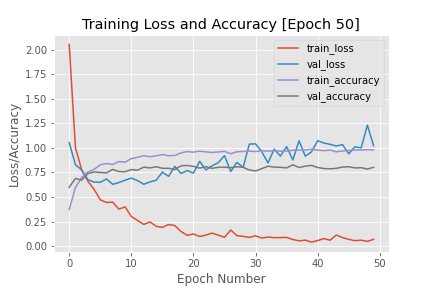 Training Loss and Accuracy [Epoch 50]
train_loss
val_loss
train_accuracy
val_accuracy
Loss/Accuracy
2.00
1.75
1.50
1.25
1.00
0.75
0.50
0.25
0.00
0 10 20 30 40 50
Epoch Number